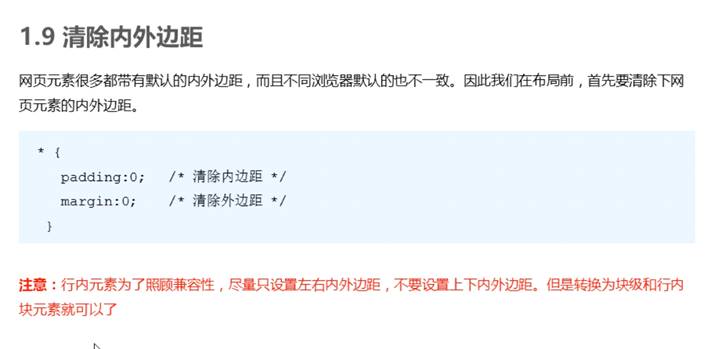 1.9 清除内外边距
网页元素很多都带有默认的内外边距，而且不同浏览器默认的也不一致。因此我们在布局前，首先要清除下网
页元素的内外边距。
* {
padding:0; /* 清除内边距 */
margin:0; /* 清除外边距 */
}
注意：行内元素为了照顾兼容性，尽量只设置左右内外边距，不要设置上下内外边距。但是转换为块级和行内
块元素就可以了